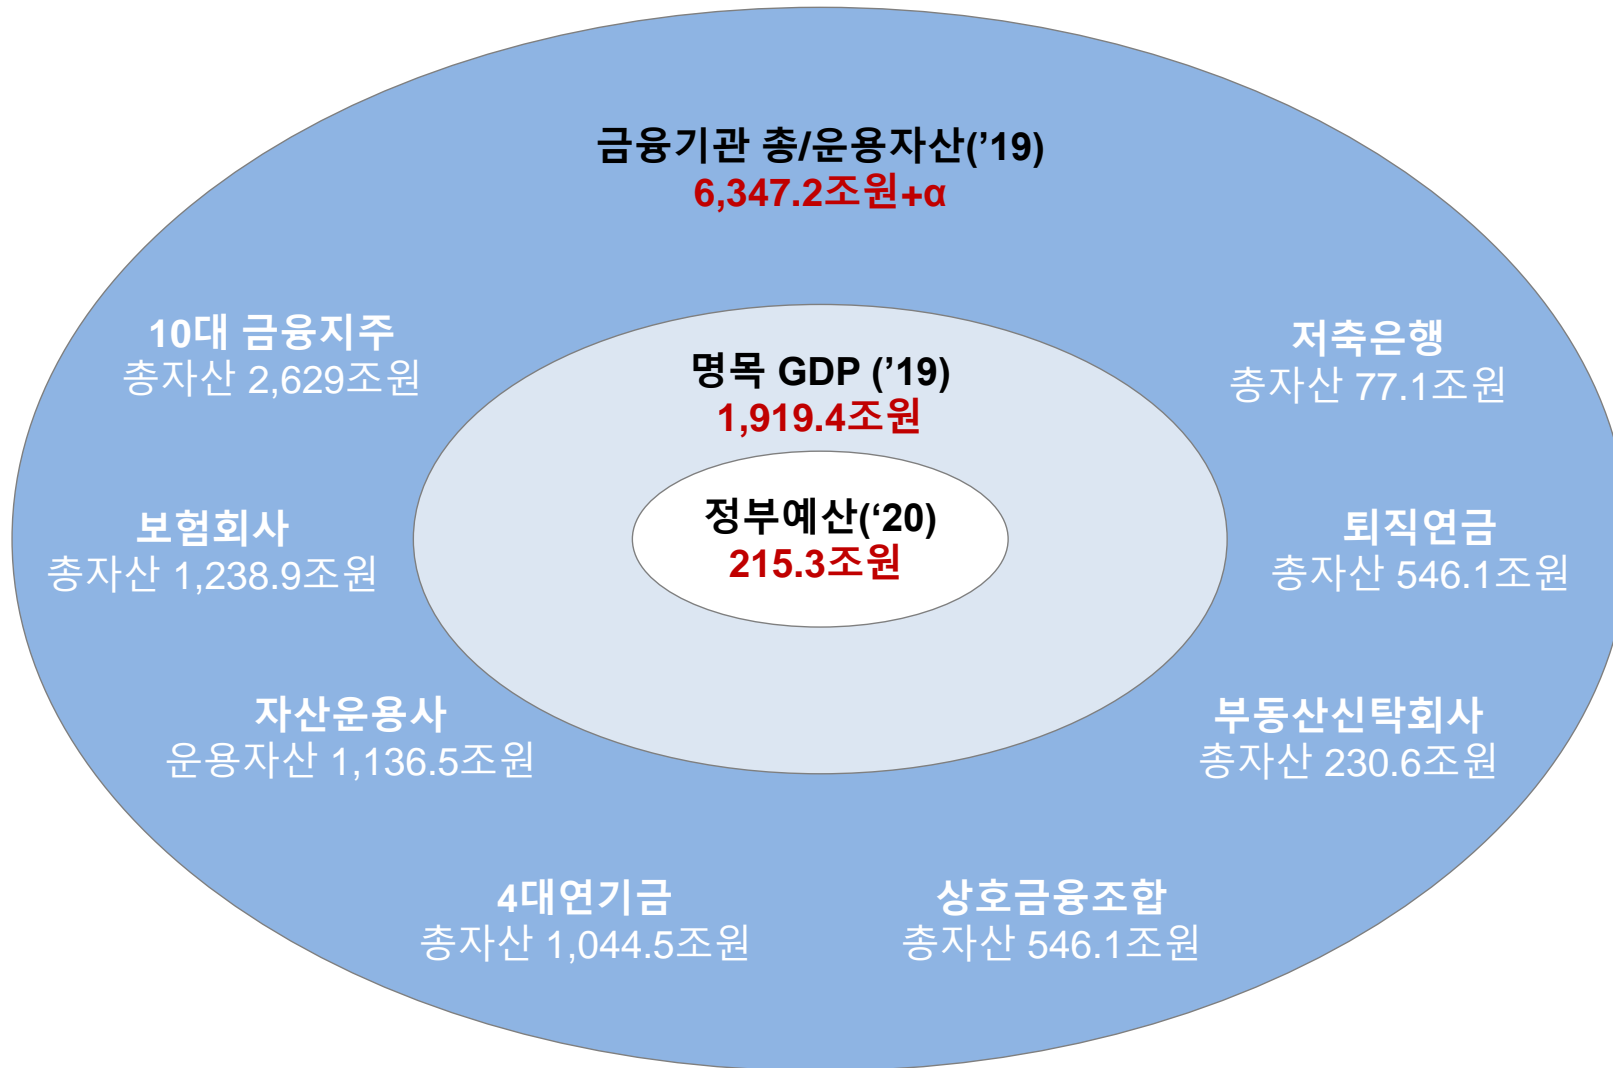 금융기관 총/운용자산(’19)
6,347.2조원+α
10대 금융지주
총자산 2,629조원
명목 GDP (’19)
1,919.4조원
저축은행
총자산 77.1조원
보험회사
총자산 1,238.9조원
정부예산(‘20)
215.3조원
퇴직연금
총자산 546.1조원
자산운용사
운용자산 1,136.5조원
부동산신탁회사
총자산 230.6조원
4대연기금
총자산 1,044.5조원
상호금융조합
총자산 546.1조원